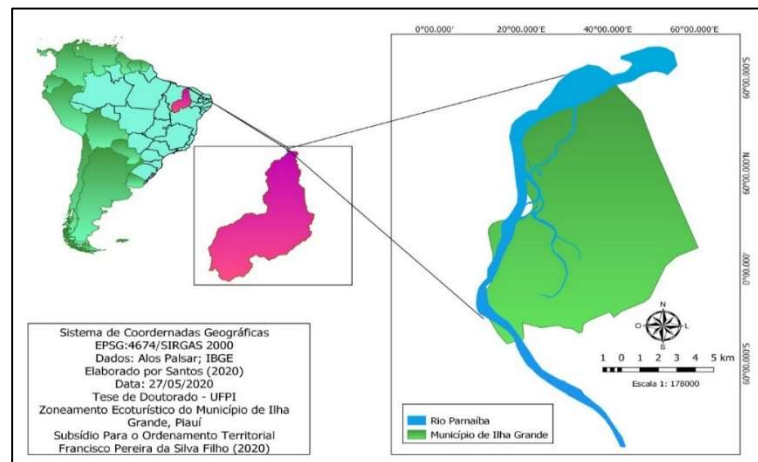 0°00.000' 20°00.000'E 40°00.000'E 60°00.000'E
60°00.000'S
60°00.000'N
0°00.000'
60°00.000'S
N
O L
S
1 0 1 2 3 4 5 km
Escala 1: 178000
Rio Parnaíba
Município de Ilha Grande
Sistema de Coordernadas Geográficas
EPSG:4674/SIRGAS 2000
Dados: Alos Palsar; IBGE
Elaborado por Santos (2020)
Data: 27/05/2020
Tese de Doutorado - UFPI
Zoneamento Ecoturístico do Município de Ilha
Grande, Piauí
Subsídio Para o Ordenamento Territorial
Francisco Pereira da Silva Filho (2020)